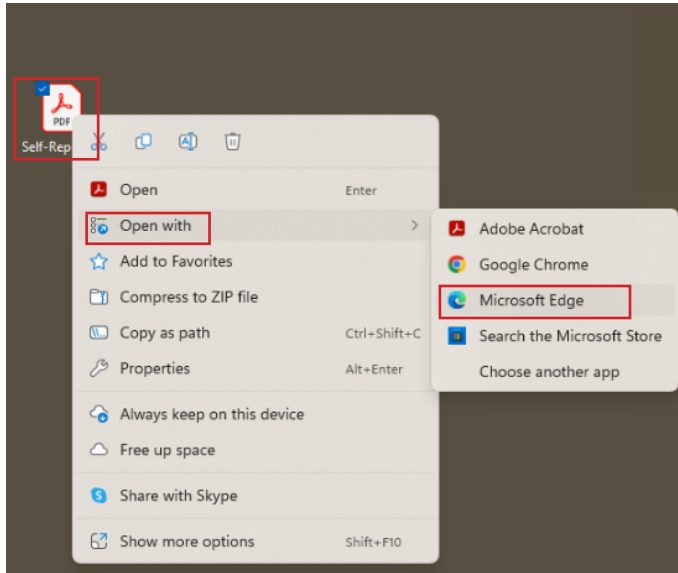 PDF
Self-Rep
Open Enter
Open with
Add to Favorites
Compress to ZIP file
Copy as path Ctrl+Shift+C
Properties Alt+Enter
Always keep on this device
Free up space
Share with Skype
Show more options Shift+F10
Adobe Acrobat
Google Chrome
Microsoft Edge
Search the Microsoft Store
Choose another app